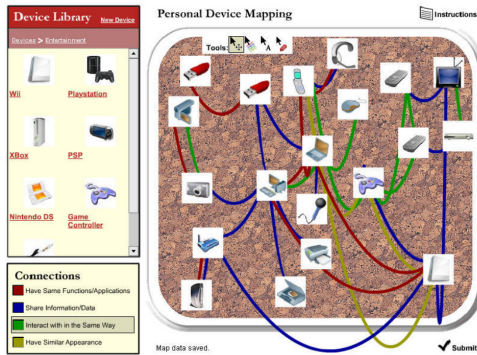 Device Library New Device
Devices > Entertainment
Wii Playstation
XBox PSP
Nintendo DS Game
Controller
Connections
Have Same Functions/Applications
Share Information/Data
Interact with in the Same Way
Have Similar Appearance
Personal Device Mapping
Instructions
Tools:
A
Map data saved.
Submit